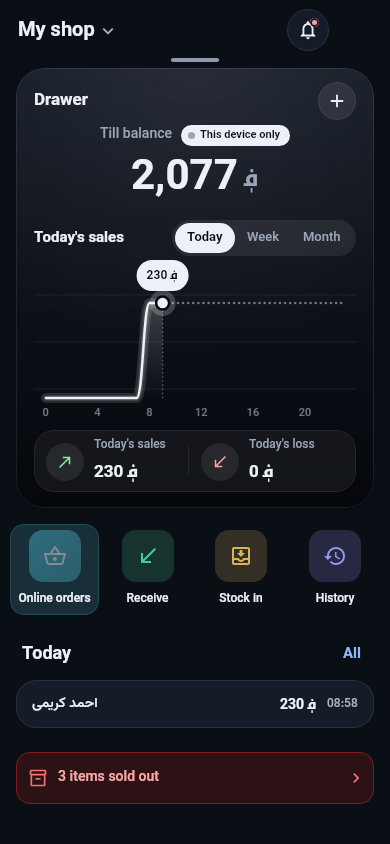 My shop
Drawer
Till balance
This device only
2,077 ؋
Today's sales
Today Week Month
230 ؋
0 4 8 12 16 20
Today's sales
230 ؋
Today's loss
0 ؋
Online orders
Receive
Stock in
History
Today
All
احمد کریمی
230 ؋ 08:58
3 items sold out